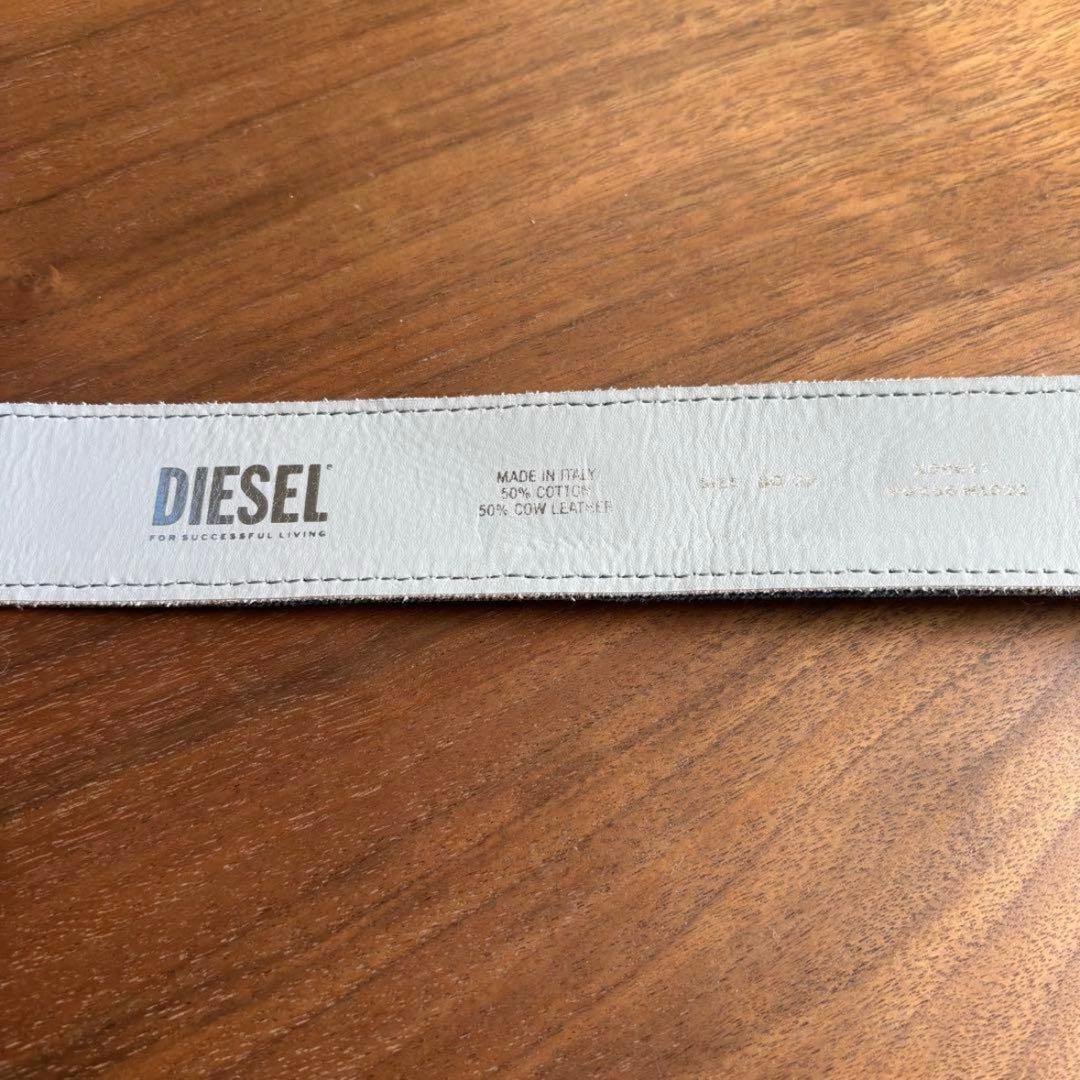 DIESEL®
FOR SUCCESSFUL LIVING
MADE IN ITALY
50% COTTON
50% COW LEATHER